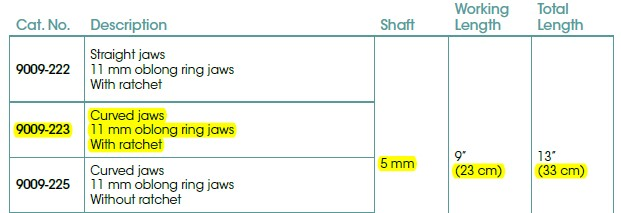 Cat. No. Description Shaft Working Length Total Length
Straight jaws
9009-222 11 mm oblong ring jaws
With ratchet
Curved jaws
9009-223 11 mm oblong ring jaws
With ratchet
5 mm 9" (23 cm) 13" (33 cm)
Curved jaws
9009-225 11 mm oblong ring jaws
Without ratchet